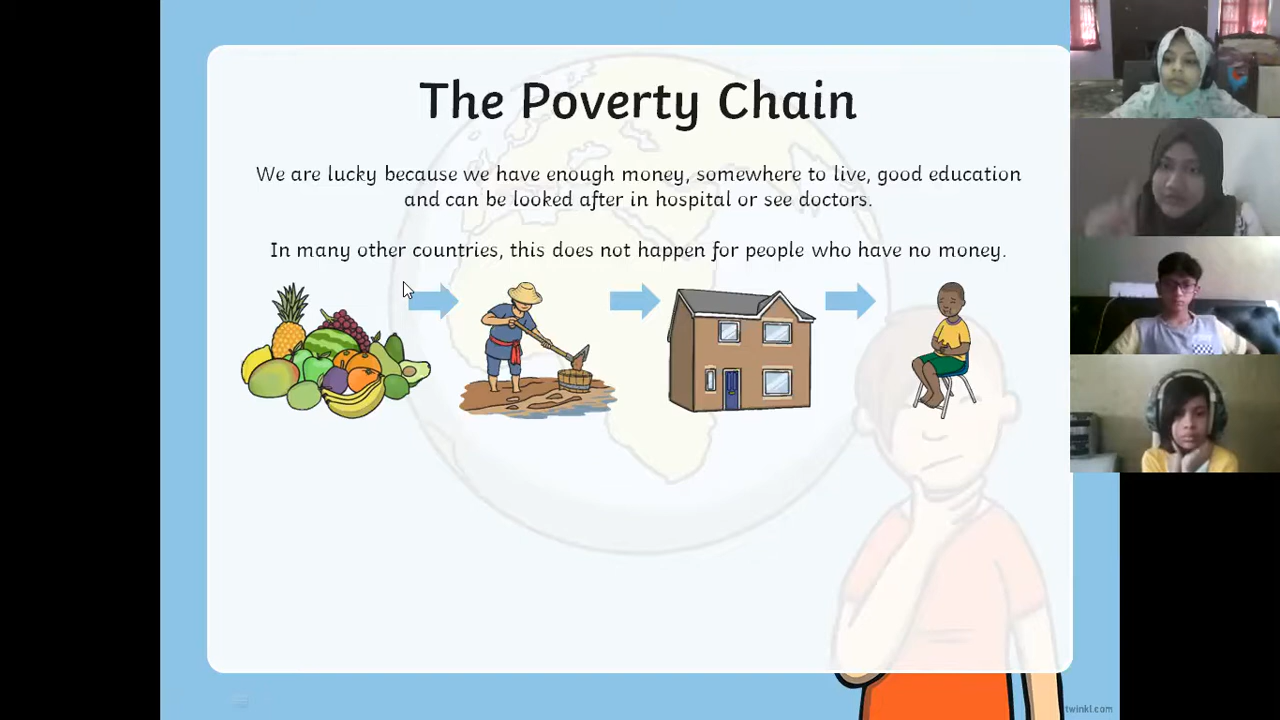 The Poverty Chain
We are lucky because we have enough money, somewhere to live, good education
and can be looked after in hospital or see doctors.
In many other countries, this does not happen for people who have no money.
twinkl.com